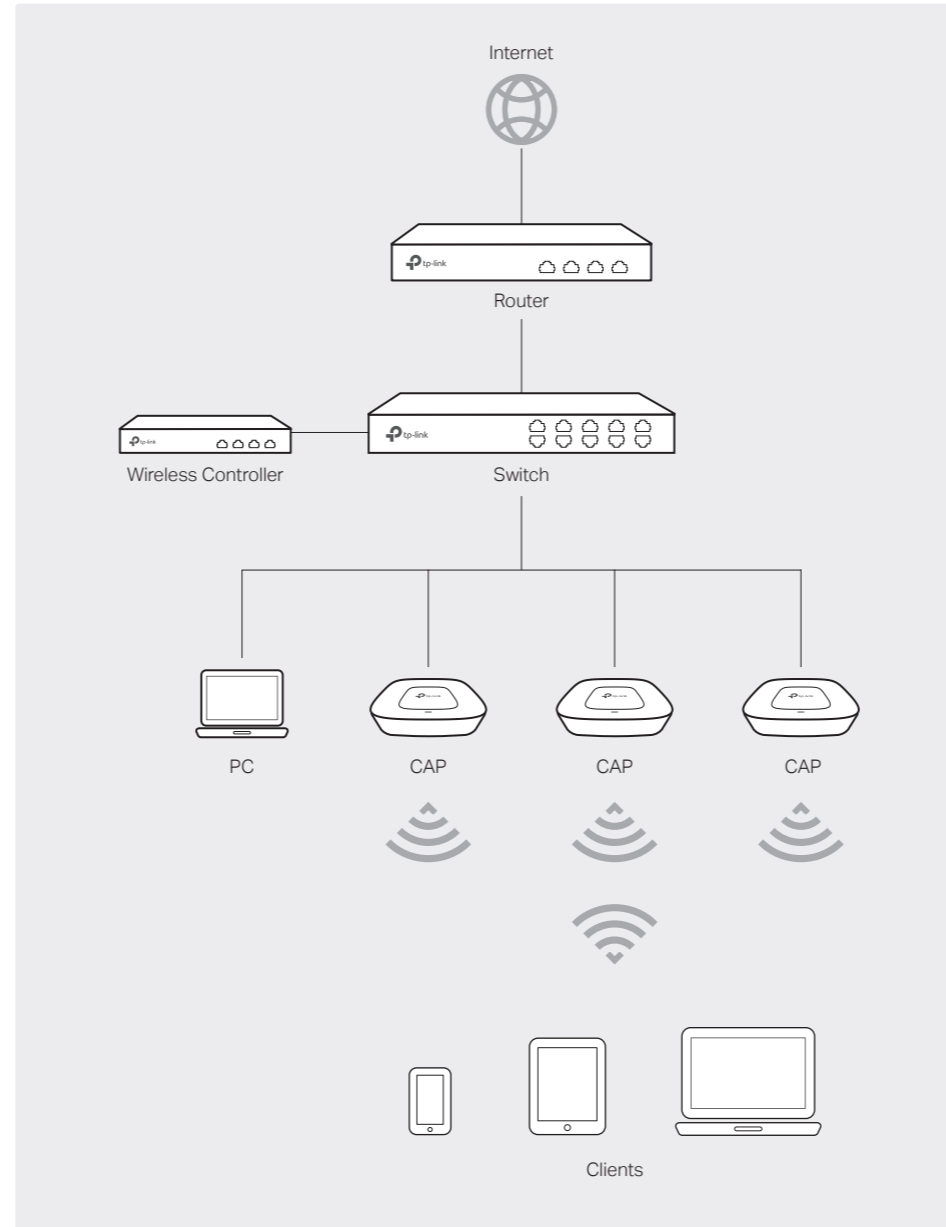 Internet
tp-link
Router
tp-link
tp-link
Wireless Controller
Switch
PC
CAP
CAP
CAP
Clients